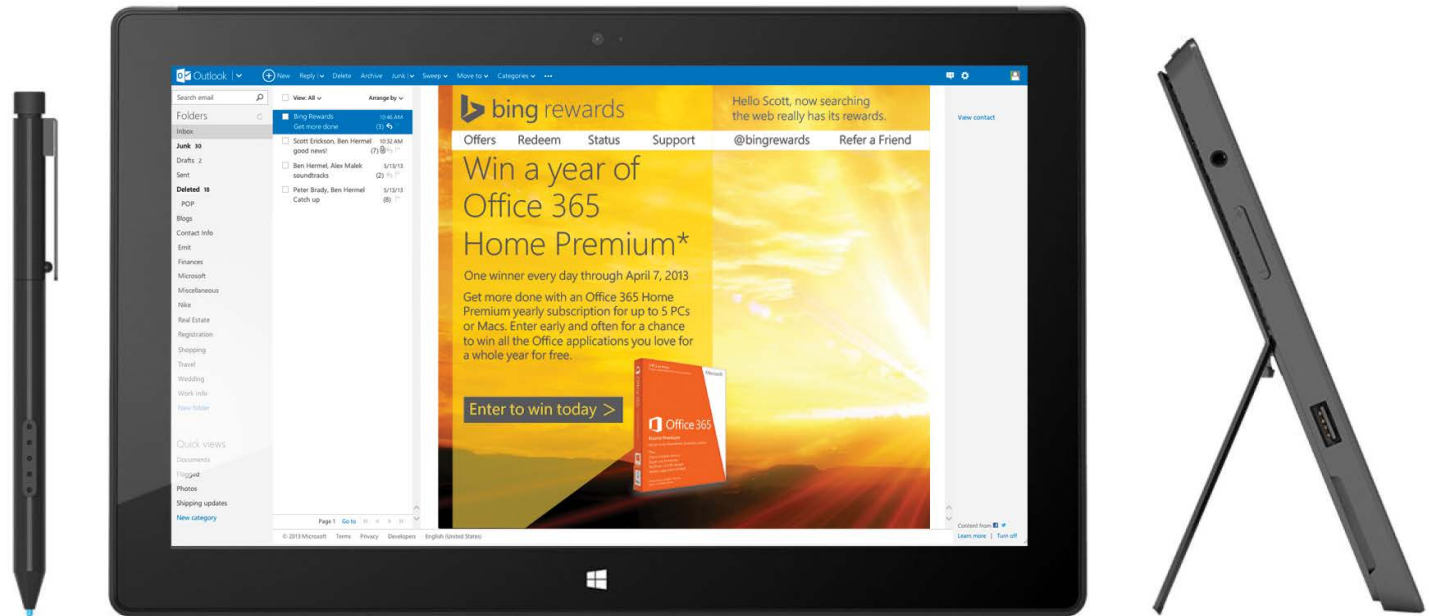 Outlook
New Reply Delete Archive Junk Sweep Move to Categories
Search email
Folders
Inbox
Junk 30
Drafts 2
Sent
Deleted 18
POP
Blogs
Contact Info
Emit
Finances
Microsoft
Miscellaneous
Nike
Real Estate
Registration
Shopping
Travel
Wedding
Work info
New folder
Quick views
Documents
Flagged
Photos
Shipping updates
New category
View: All Arrange by
Bing Rewards 10:46 AM
Get more done (3)
Scott Erickson, Ben Hermel 10:32 AM
good news! (7)
Ben Hermel, Alex Malek 5/13/13
soundtracks (2)
Peter Brady, Ben Hermel 5/13/13
Catch up (8)
Page 1 Go to
bing rewards
Hello Scott, now searching
the web really has its rewards.
Offers Redeem Status Support @bingrewards Refer a Friend
Win a year of
Office 365
Home Premium*
One winner every day through April 7, 2013
Get more done with an Office 365 Home
Premium yearly subscription for up to 5 PCs
or Macs. Enter early and often for a chance
to win all the Office applications you love for
a whole year for free.
Enter to win today >
Microsoft
Office 365
Home Premium
View contact
Content from
Learn more | Turn off
© 2013 Microsoft Terms Privacy Developers English (United States)